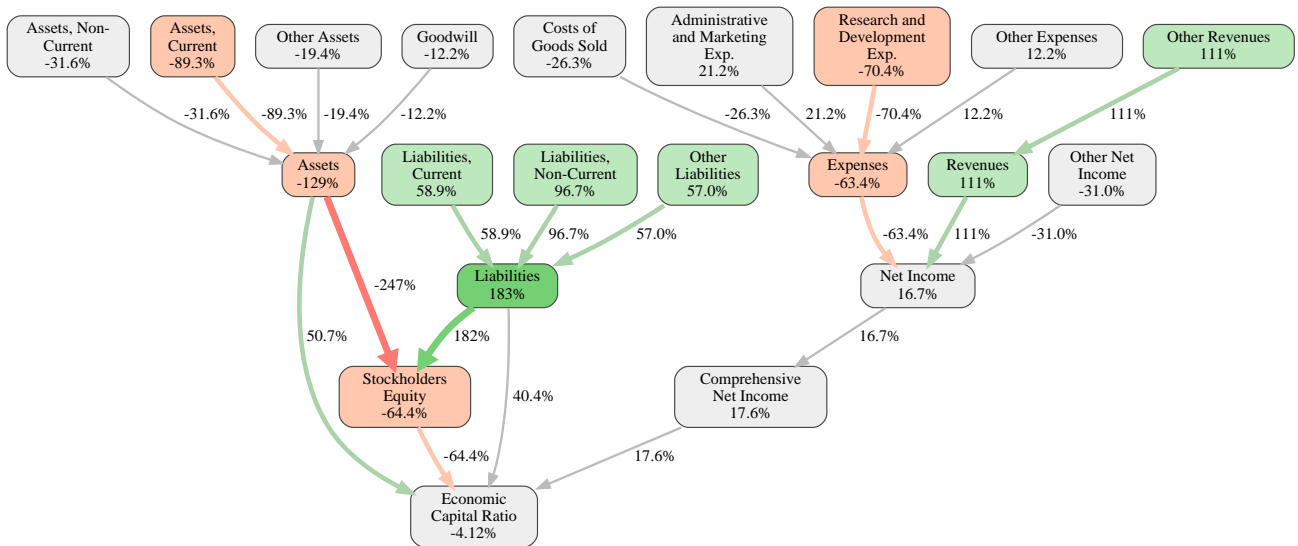 Assets, Non-
Current
-31.6%
Assets,
Current
-89.3%
Other Assets
-19.4%
Goodwill
-12.2%
Costs of
Goods Sold
-26.3%
Administrative
and Marketing
Exp.
21.2%
Research and
Development
Exp.
-70.4%
Other Expenses
12.2%
Other Revenues
111%
-31.6%
-89.3%
-19.4%
-12.2%
-26.3%
21.2%
-70.4%
12.2%
111%
Assets
-129%
Liabilities,
Current
58.9%
Liabilities,
Non-Current
96.7%
Other
Liabilities
57.0%
Expenses
-63.4%
Revenues
111%
Other Net
Income
-31.0%
58.9%
96.7%
57.0%
-63.4%
111%
-31.0%
-247%
Liabilities
183%
Net Income
16.7%
50.7%
182%
16.7%
Stockholders
Equity
-64.4%
40.4%
Comprehensive
Net Income
17.6%
-64.4%
17.6%
Economic
Capital Ratio
-4.12%